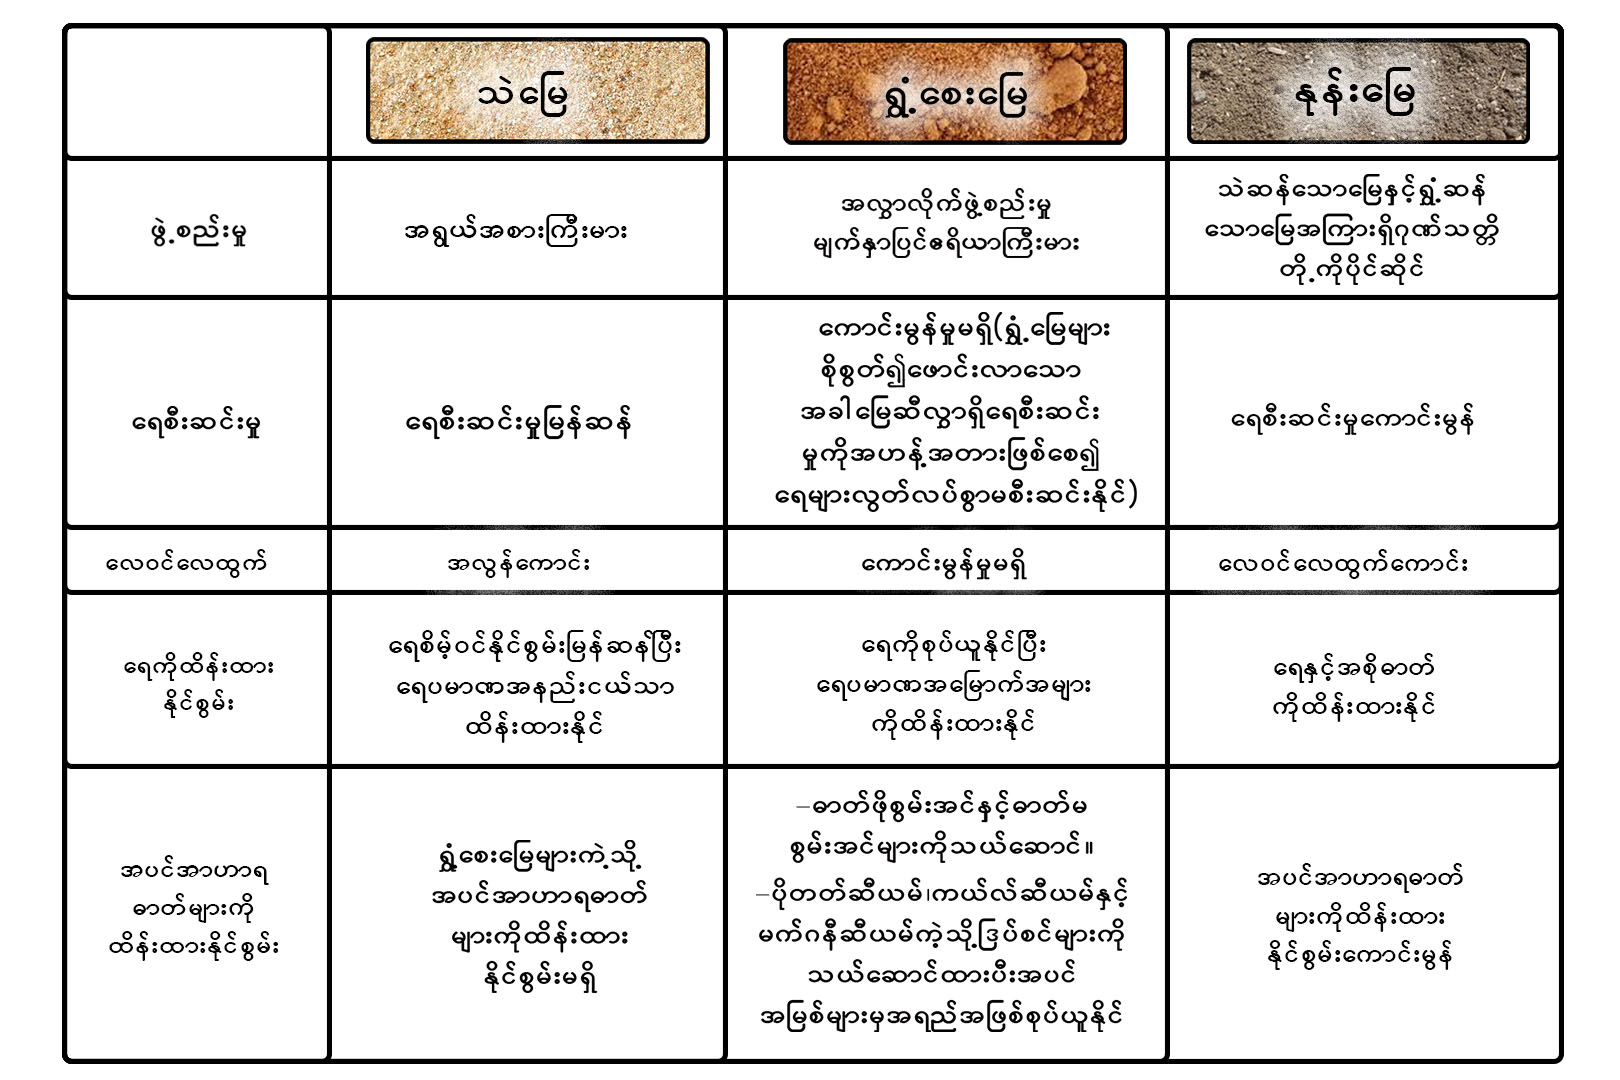 သဲမြေ
ရွှံ့စေးမြေ
နုန်းမြေ
ဖွဲ့စည်းမှု
အရွယ်အစားကြီးမား
အလွှာလိုက်ဖွဲ့စည်းမှု
မျက်နှာပြင်ဧရိယာကြီးမား
သဲဆန်သောမြေနှင့်ရွှံ့ဆန်
သောမြေအကြားရှိဂုဏ်သတ္တိ
တို့ကိုပိုင်ဆိုင်
ရေစီးဆင်းမှု
ရေစီးဆင်းမှုမြန်ဆန်
ကောင်းမွန်မှုမရှိ(ရွှံ့မြေများ
စိုစွတ်၍ဖောင်းလာသော
အခါမြေဆီလွှာရှိရေစီးဆင်း
မှုကိုအဟန့်အတားဖြစ်စေ၍
ရေများလွတ်လပ်စွာမစီးဆင်းနိုင်)
ရေစီးဆင်းမှုကောင်းမွန်
လေဝင်လေထွက်
အလွန်ကောင်း
ကောင်းမွန်မှုမရှိ
လေဝင်လေထွက်ကောင်း
ရေကိုထိန်းထား
နိုင်စွမ်း
ရေစိမ့်ဝင်နိုင်စွမ်းမြန်ဆန်ပြီး
ရေပမာဏအနည်းငယ်သာ
ထိန်းထားနိုင်
ရေကိုစုပ်ယူနိုင်ပြီး
ရေပမာဏအမြောက်အများ
ကိုထိန်းထားနိုင်
ရေနှင့်အစိုဓာတ်
ကိုထိန်းထားနိုင်
အပင်အာဟာရ
ဓာတ်များကို
ထိန်းထားနိုင်စွမ်း
ရွှံ့စေးမြေများကဲ့သို့
အပင်အာဟာရဓာတ်
များကိုထိန်းထား
နိုင်စွမ်းမရှိ
–ဓာတ်ဖိုစွမ်းအင်နှင့်ဓာတ်မ
စွမ်းအင်များကိုသယ်ဆောင်။
–ပိုတတ်ဆီယမ်၊ကယ်လ်ဆီယမ်နှင့်
မက်ဂနီဆီယမ်ကဲ့သို့ဒြပ်စင်များကို
သယ်ဆောင်ထားပီးအပင်
အမြစ်များမှအရည်အဖြစ်စုပ်ယူနိုင်
အပင်အာဟာရဓာတ်
များကိုထိန်းထား
နိုင်စွမ်းကောင်းမွန်